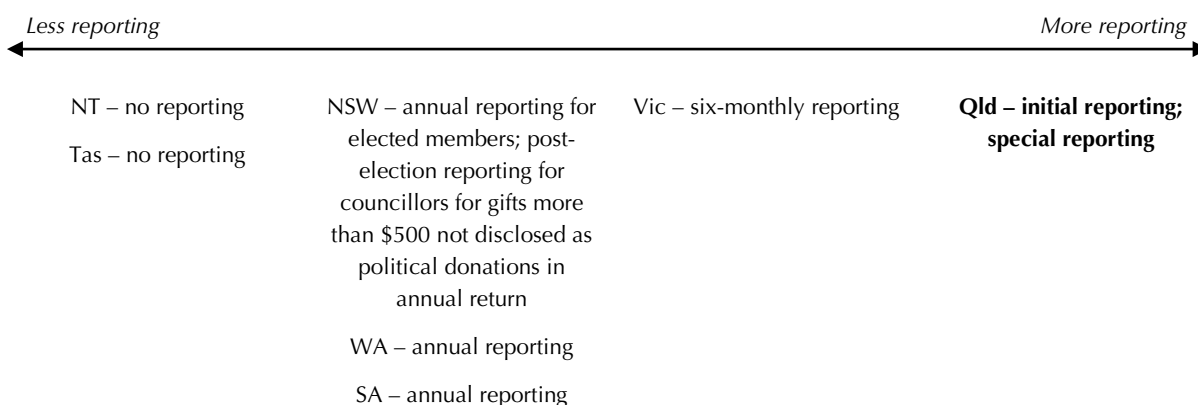 Less reporting
More reporting
NT – no reporting
Tas – no reporting
NSW – annual reporting for
elected members; post-
election reporting for
councillors for gifts more
than $500 not disclosed as
political donations in
annual return
WA – annual reporting
SA – annual reporting
Vic – six-monthly reporting
Qld – initial reporting;
special reporting